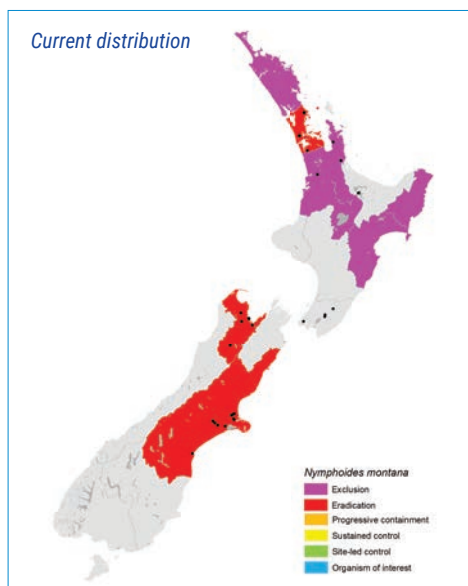 Current distribution
Nymphoides montana
Exclusion
Eradication
Progressive containment
Sustained control
Site-led control
Organism of interest